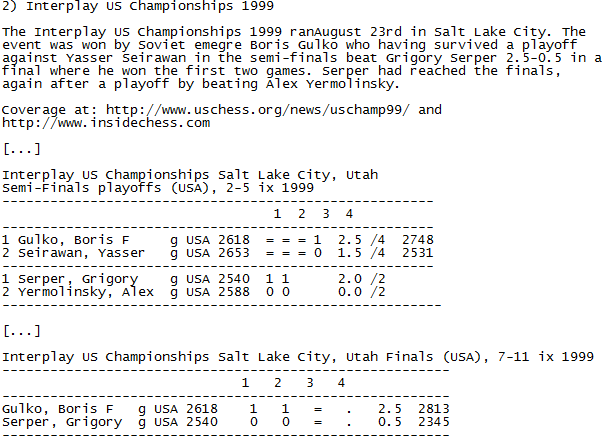 2) Interplay US Championships 1999
The Interplay US Championships 1999 ranAugust 23rd in Salt Lake City. The
event was won by Soviet emegre Boris Gulko who having survived a playoff
against Yasser Seirawan in the semi-finals beat Grigory Serper 2.5-0.5 in a
final where he won the first two games. Serper had reached the finals,
again after a playoff by beating Alex Yermolinsky.
Coverage at: http://www.uschess.org/news/uschamp99/ and
http://www.insidechess.com
[...]
Interplay US Championships Salt Lake City, Utah
Semi-Finals playoffs (USA), 2-5 ix 1999
------------------------------------------------------
1 2 3 4
------------------------------------------------------
1 Gulko, Boris F g USA 2618 = = = 1 2.5 /4 2748
2 Seirawan, Yasser g USA 2653 = = = 0 1.5 /4 2531
------------------------------------------------------
1 Serper, Grigory g USA 2540 1 1 2.0 /2
2 Yermolinsky, Alex g USA 2588 0 0 0.0 /2
-------------------------------------------------------
[...]
Interplay US Championships Salt Lake City, Utah Finals (USA), 7-11 ix 1999
--------------------------------------------------------
1 2 3 4
--------------------------------------------------------
Gulko, Boris F g USA 2618 1 1 = . 2.5 2813
Serper, Grigory g USA 2540 0 0 = . 0.5 2345
--------------------------------------------------------